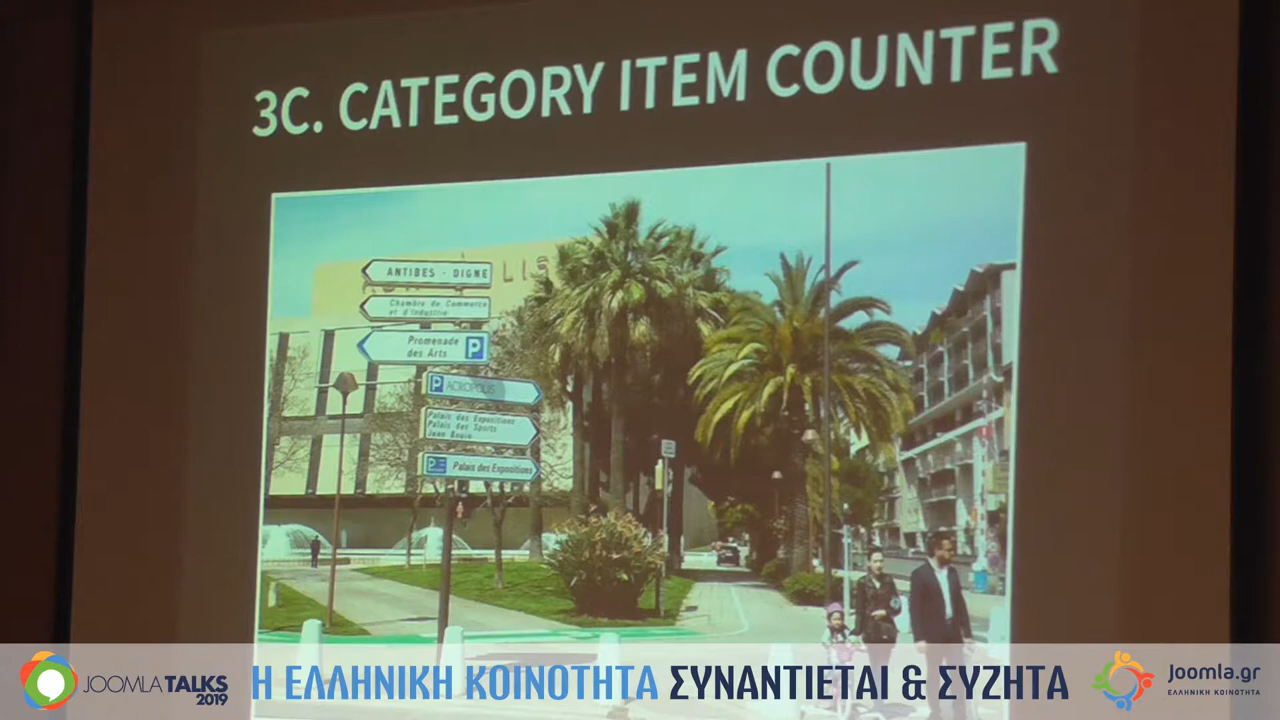 3C. CATEGORY ITEM COUNTER
LIS
ANTIBES - DIGNE
Chambre de Commerce
et d'Industrie
Promenade
des Arts
P
P ACROPOLIS
Palais des Expositions
Palais des Sports
Jean Bouin
P Palais des Expositions
JOOMLA TALKS
2019
Η ΕΛΛΗΝΙΚΗ ΚΟΙΝΟΤΗΤΑ ΣΥΝΑΝΤΙΕΤΑΙ & ΣΥΖΗΤΑ
Joomla.gr
ΕΛΛΗΝΙΚΗ ΚΟΙΝΟΤΗΤΑ